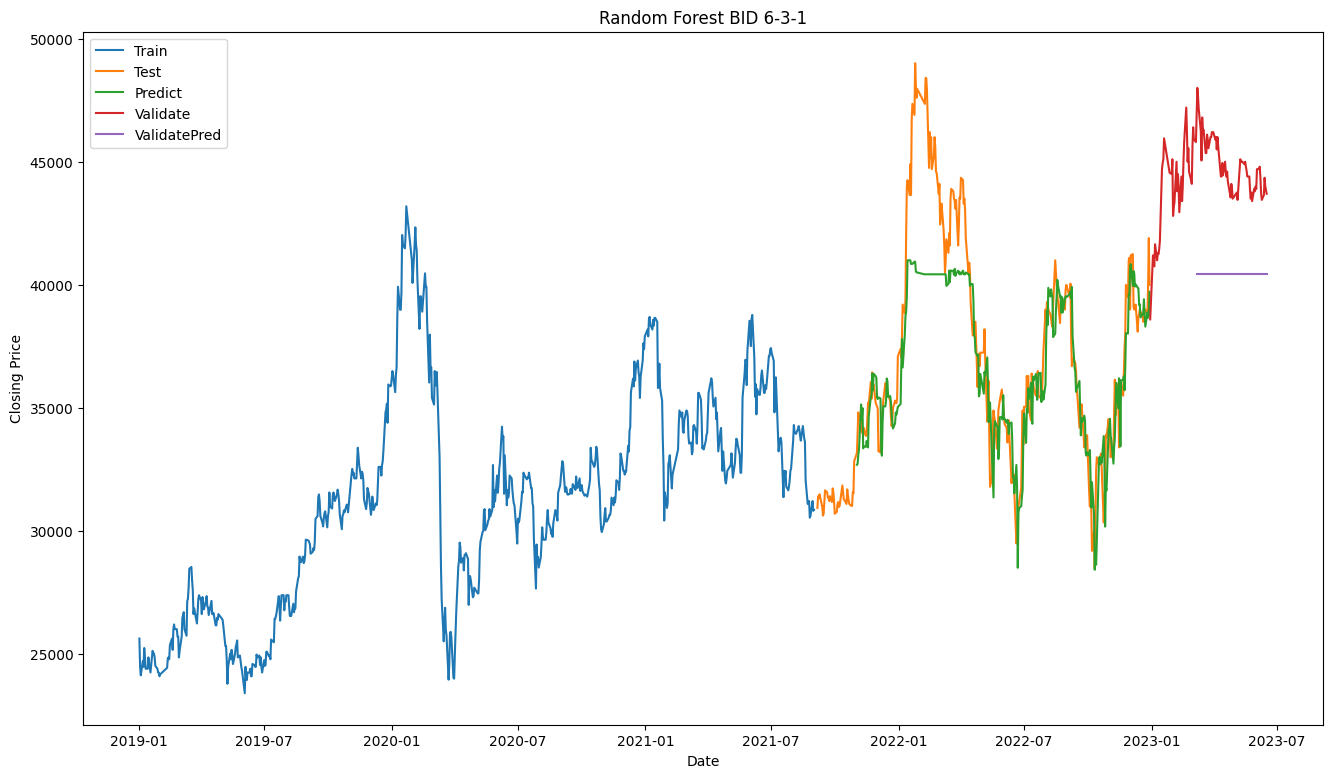 Random Forest BID 6-3-1
Train
Test
Predict
Validate
ValidatePred
50000
45000
40000
35000
30000
25000
Closing Price
2019-01 2019-07 2020-01 2020-07 2021-01 2021-07 2022-01 2022-07 2023-01 2023-07
Date